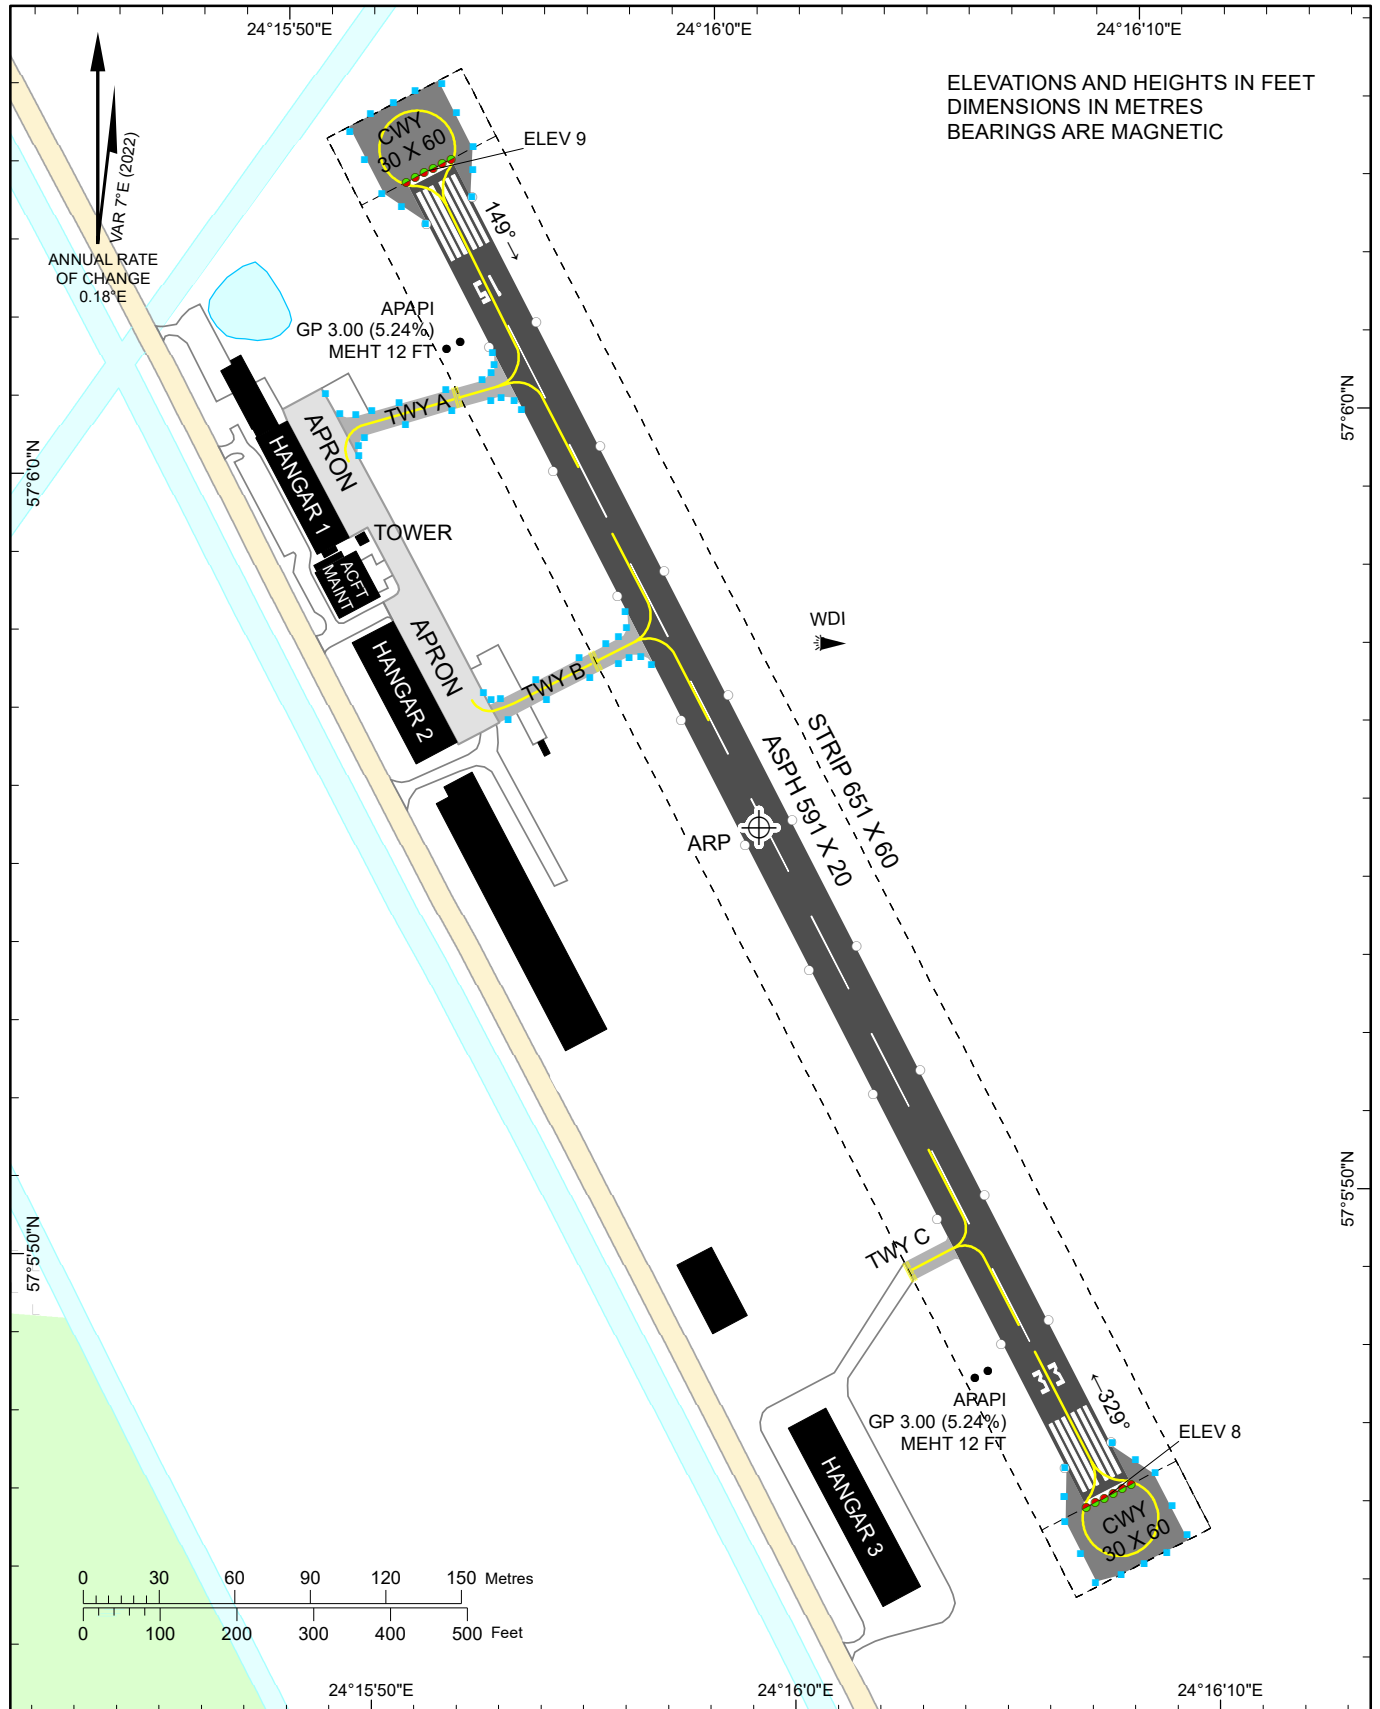 24°15'50"E
24°16'0"E
24°16'10"E
ELEVATIONS AND HEIGHTS IN FEET
DIMENSIONS IN METRES
BEARINGS ARE MAGNETIC
VAR 7°E (2022)
ANNUAL RATE
OF CHANGE
0.18°E
CWY
30 X 60
ELEV 9
149°
15
APAPI
GP 3.00 (5.24%)
MEHT 12 FT
TWY A
APRON
HANGAR 1
TOWER
ACFT
MAINT
57°6'0"N
57°6'0"N
WDI
APRON
HANGAR 2
TWY B
STRIP 651 X 60
ASPH 591 X 20
ARP
57°5'50"N
57°5'50"N
TWY C
33
329°
APAPI
GP 3.00 (5.24%)
MEHT 12 FT
ELEV 8
HANGAR 3
CWY
30 X 60
0 30 60 90 120 150 Metres
0 100 200 300 400 500 Feet
24°15'50"E
24°16'0"E
24°16'10"E